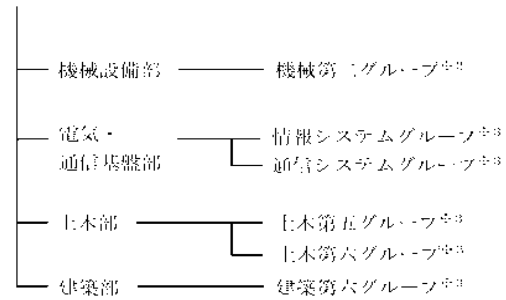 機械設備部 機械第二グループ※3
電気・ 情報システムグループ※3
通信基盤部 通信システムグループ※3
土木部 土木第五グループ※3
土木第六グループ※3
建築部 建築第六グループ※3